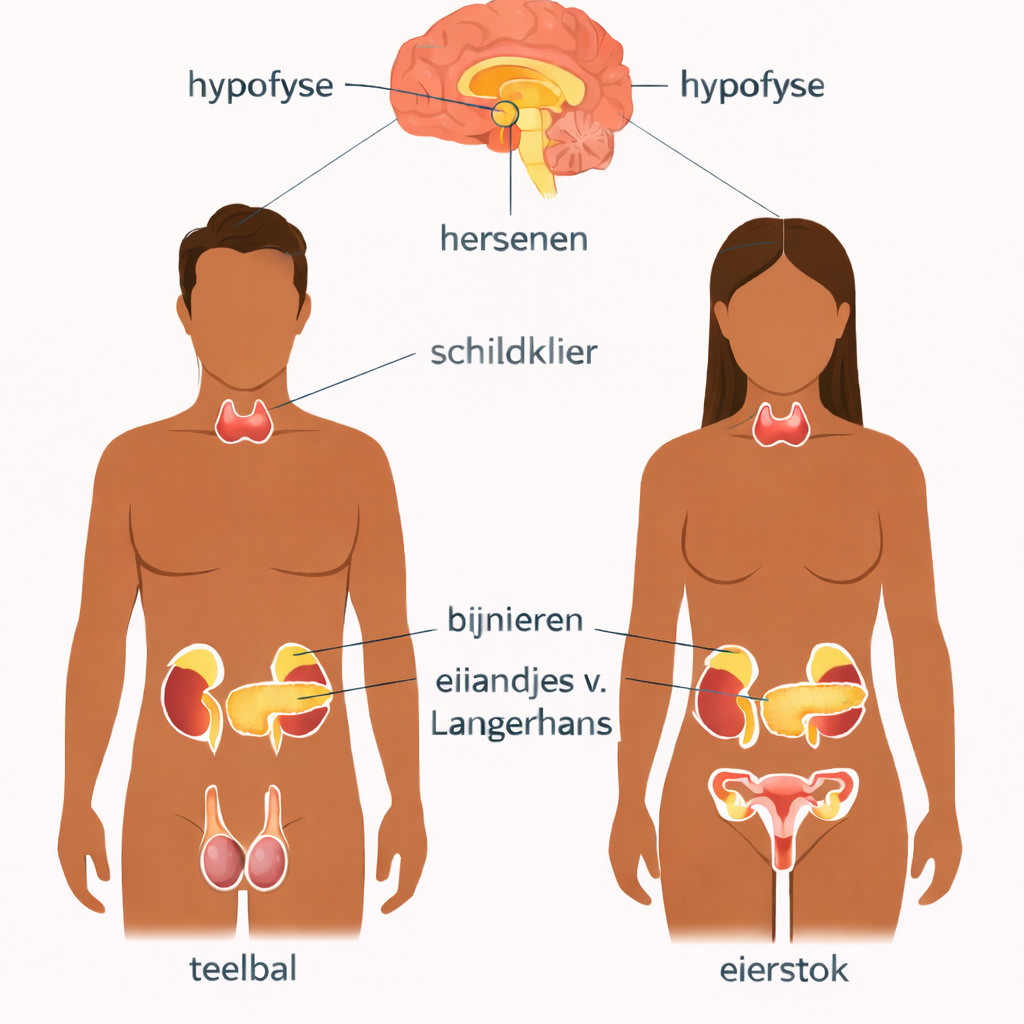 hypofyse
hypofyse
hersenen
schildklier
bijnieren
eiiandjes v.
Langerhans
teelbal
eierstok